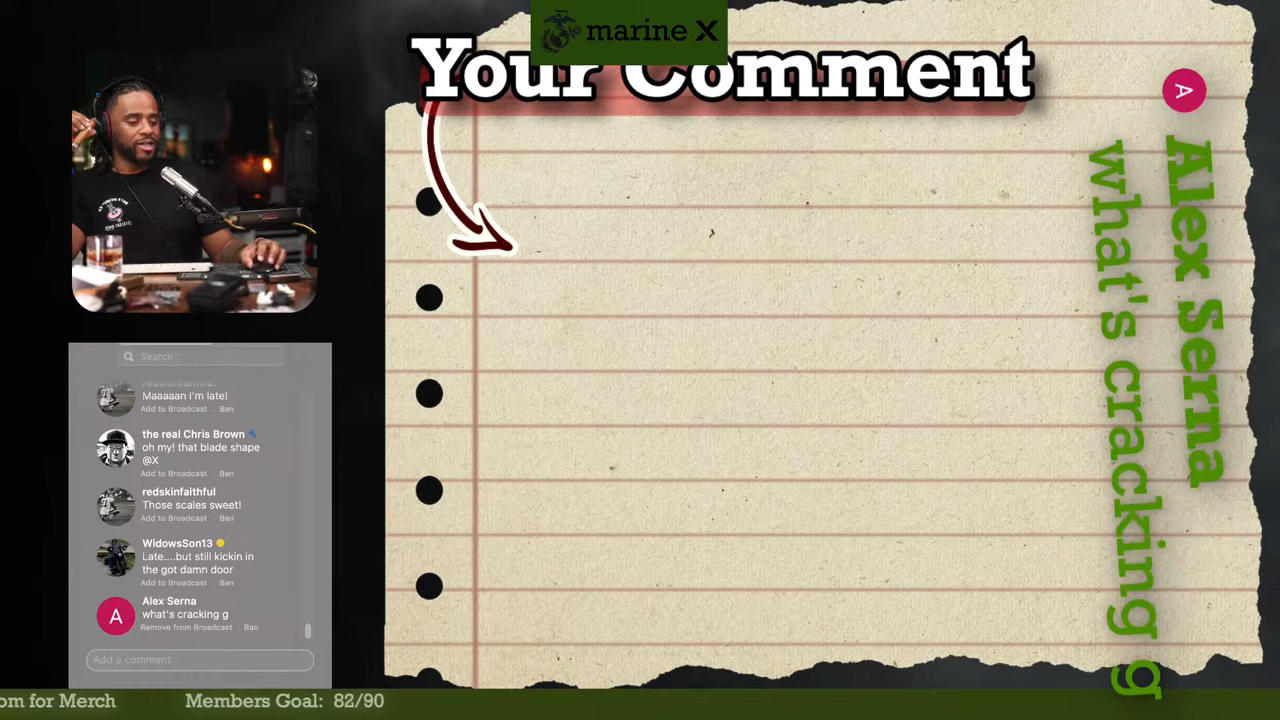 marine X
Your Comment
A
Alex Serna
what's cracking g
Search
redskinfaithful
Maaaaan I'm late!
Add to Broadcast · Ban
the real Chris Brown
oh my! that blade shape
@X
Add to Broadcast · Ban
redskinfaithful
Those scales sweet!
Add to Broadcast · Ban
WidowsSon13
Late....but still kickin in
the got damn door
Add to Broadcast · Ban
A
Alex Serna
what's cracking g
Remove from Broadcast · Ban
Add a comment
om for Merch
Members Goal: 82/90